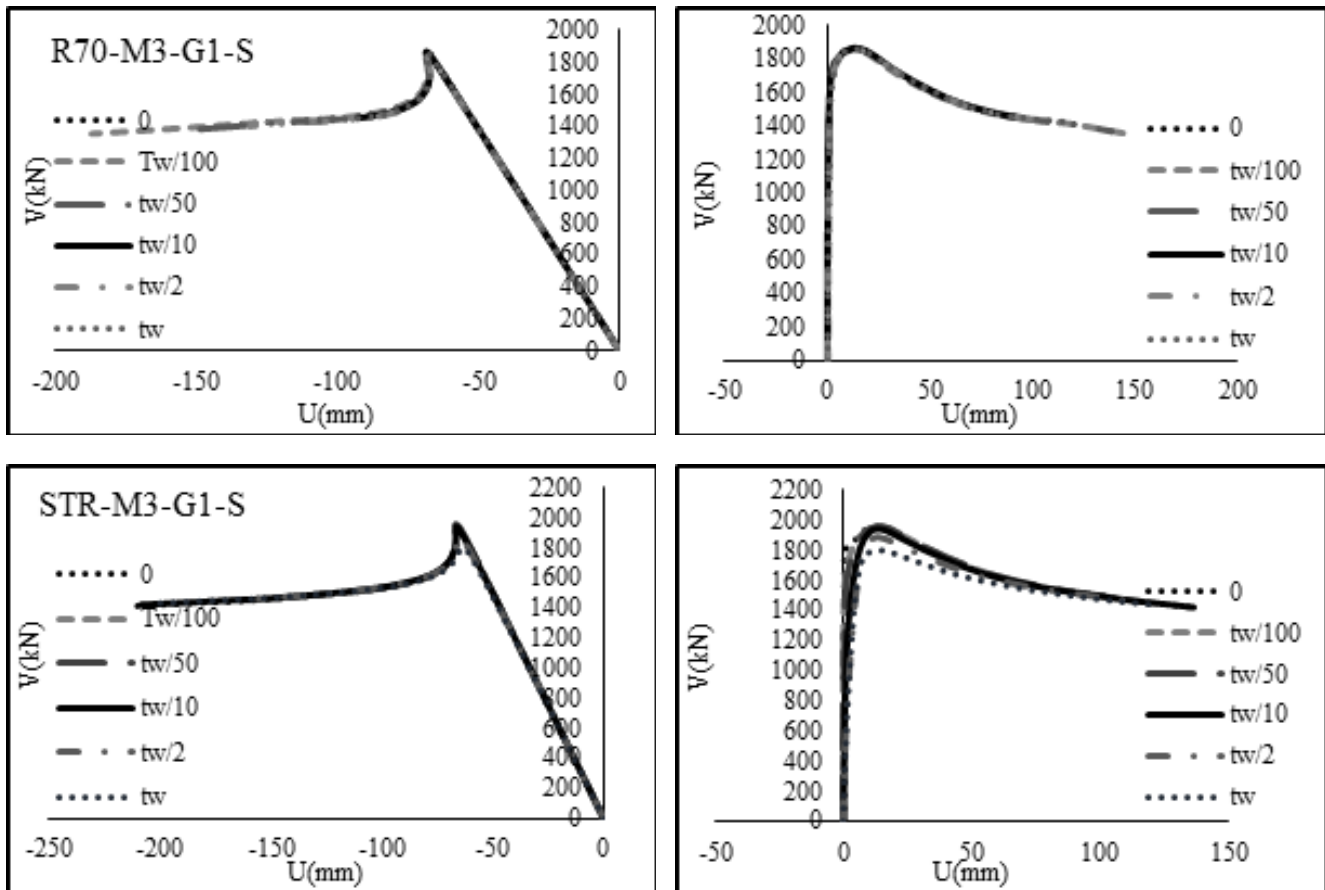 R70-M3-G1-S
2000
1800
1600
1400
1200
1000
800
600
400
200
0
V(kN)
0
Tw/100
tw/50
tw/10
tw/2
tw
-200
-150
-100
-50
0
U(mm)
2000
1800
1600
1400
1200
1000
800
600
400
200
0
V(kN)
0
tw/100
tw/50
tw/10
tw/2
tw
-50
0
50
100
150
200
U(mm)
STR-M3-G1-S
2200
2000
1800
1600
1400
1200
1000
800
600
400
200
0
V(kN)
0
Tw/100
tw/50
tw/10
tw/2
tw
-250
-200
-150
-100
-50
0
U(mm)
2200
2000
1800
1600
1400
1200
1000
800
600
400
200
0
V(kN)
0
tw/100
tw/50
tw/10
tw/2
tw
-50
0
50
100
150
U(mm)